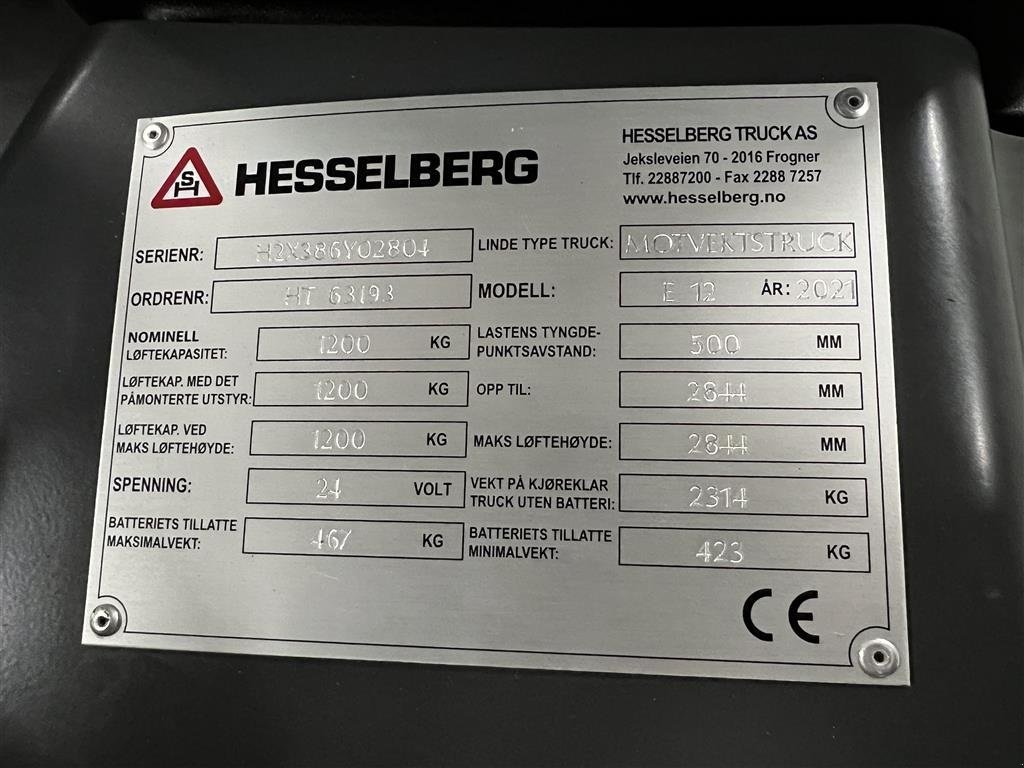 SH
HESSELBERG
HESSELBERG TRUCK AS
Jeksleveien 70 - 2016 Frogner
Tlf. 22887200 - Fax 2288 7257
www.hesselberg.no
SERIENR: H2X386Y02804
LINDE TYPE TRUCK: MOTVEKTSTRUCK
ORDRENR: HT 63193
MODELL: E 12 ÅR: 2021
NOMINELL
LØFTEKAPASITET: 1200 KG
LASTENS TYNGDE-
PUNKTSAVSTAND: 500 MM
LØFTEKAP. MED DET
PÅMONTERTE UTSTYR: 1200 KG
OPP TIL: 2844 MM
LØFTEKAP. VED
MAKS LØFTEHØYDE: 1200 KG
MAKS LØFTEHØYDE: 2844 MM
SPENNING: 24 VOLT
VEKT PÅ KJØREKLAR
TRUCK UTEN BATTERI: 2314 KG
BATTERIETS TILLATTE
MAKSIMALVEKT: 467 KG
BATTERIETS TILLATTE
MINIMALVEKT: 423 KG
CE